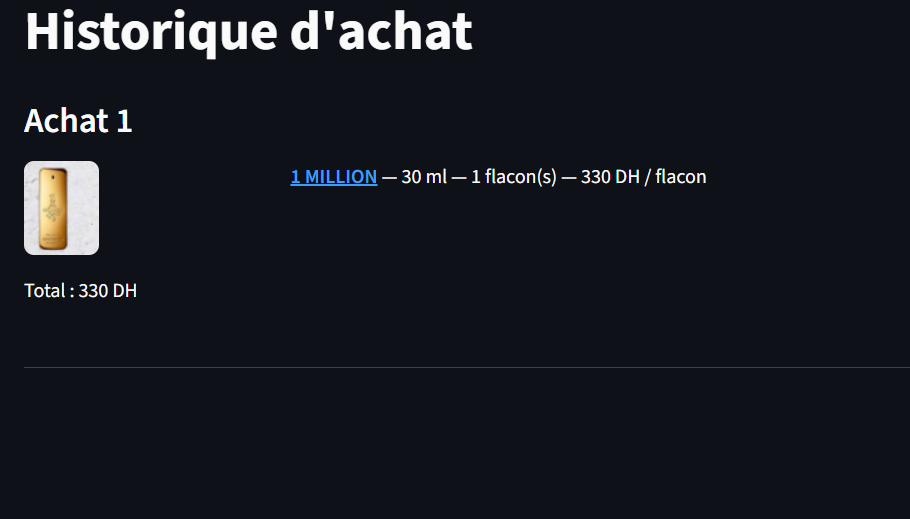 Historique d'achat
Achat 1
1 MILLION — 30 ml — 1 flacon(s) — 330 DH / flacon
Total : 330 DH